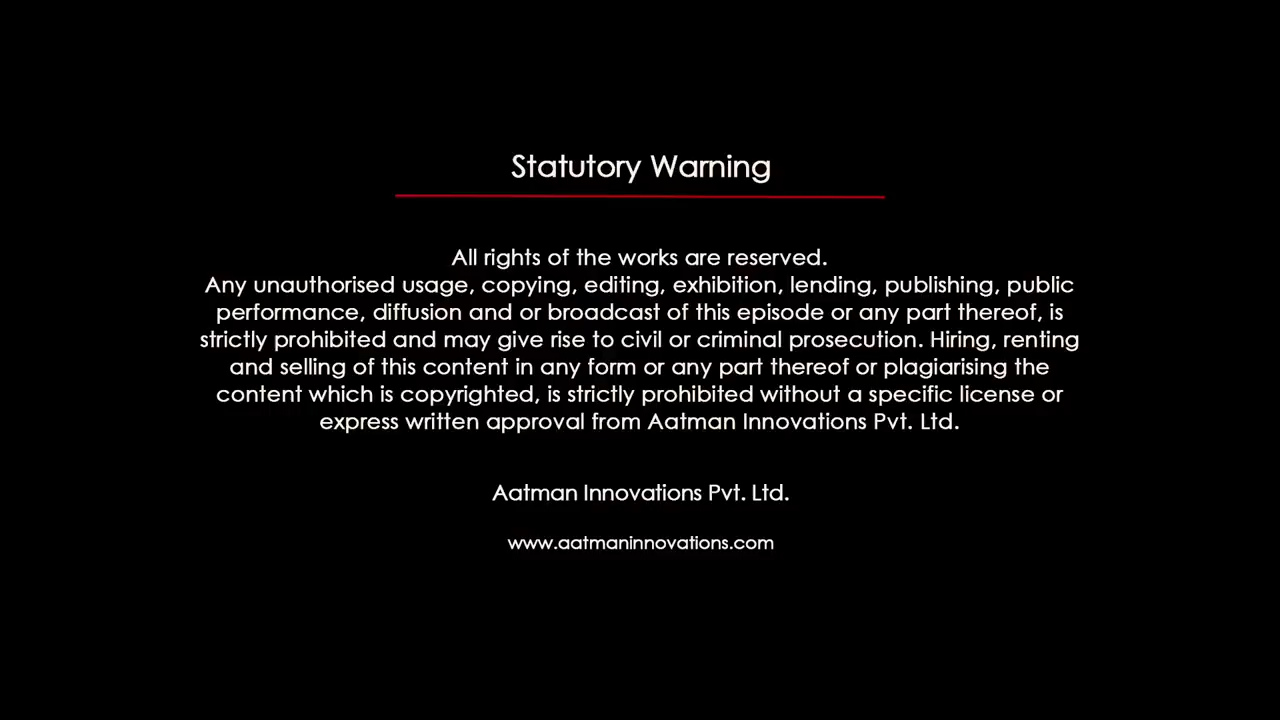 Statutory Warning
All rights of the works are reserved.
Any unauthorised usage, copying, editing, exhibition, lending, publishing, public
performance, diffusion and or broadcast of this episode or any part thereof, is
strictly prohibited and may give rise to civil or criminal prosecution. Hiring, renting
and selling of this content in any form or any part thereof or plagiarising the
content which is copyrighted, is strictly prohibited without a specific license or
express written approval from Aatman Innovations Pvt. Ltd.
Aatman Innovations Pvt. Ltd.
www.aatmaninnovations.com